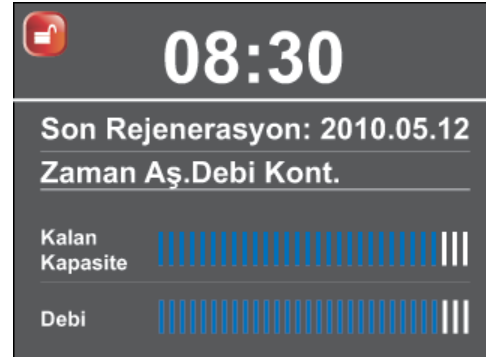 08:30
Son Rejenerasyon: 2010.05.12
Zaman Aş.Debi Kont.
Kalan
Kapasite
Debi